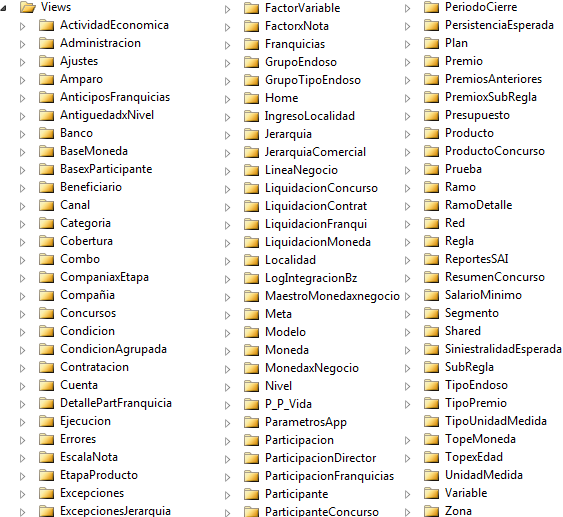 Views
ActividadEconomica
Administracion
Ajustes
Amparo
AnticiposFranquicias
AntiguedadxNivel
Banco
BaseMoneda
BasexParticipante
Beneficiario
Canal
Categoria
Cobertura
Combo
CompaniaxEtapa
Compañia
Concursos
Condicion
CondicionAgrupada
Contratacion
Cuenta
DetallePartFranquicia
Ejecucion
Errores
EscalaNota
EtapaProducto
Excepciones
ExcepcionesJerarquia
FactorVariable
FactorxNota
Franquicias
GrupoEndoso
GrupoTipoEndoso
Home
IngresoLocalidad
Jerarquia
JerarquiaComercial
LineaNegocio
LiquidacionConcurso
LiquidacionContrat
LiquidacionFranqui
LiquidacionMoneda
Localidad
LogIntegracionBz
MaestroMonedaxnegocio
Meta
Modelo
Moneda
MonedaxNegocio
Nivel
P_P_Vida
ParametrosApp
Participacion
ParticipacionDirector
ParticipacionFranquicias
Participante
ParticipanteConcurso
PeriodoCierre
PersistenciaEsperada
Plan
Premio
PremiosAnteriores
PremioxSubRegla
Presupuesto
Producto
ProductoConcurso
Prueba
Ramo
RamoDetalle
Red
Regla
ReportesSAI
ResumenConcurso
SalarioMinimo
Segmento
Shared
SiniestralidadEsperada
SubRegla
TipoEndoso
TipoPremio
TipoUnidadMedida
TopeMoneda
TopexEdad
UnidadMedida
Variable
Zona